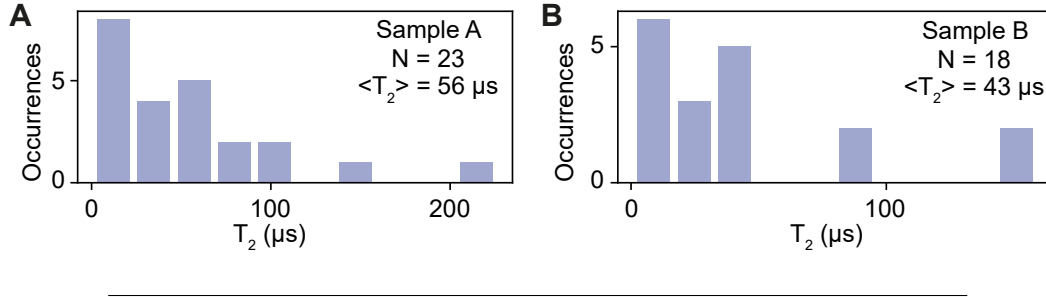 A
Sample A
N = 23
<T2> = 56 μs
Occurrences
5
0
0
100
200
T2 (μs)
B
Sample B
N = 18
<T2> = 43 μs
Occurrences
5
0
0
100
T2 (μs)